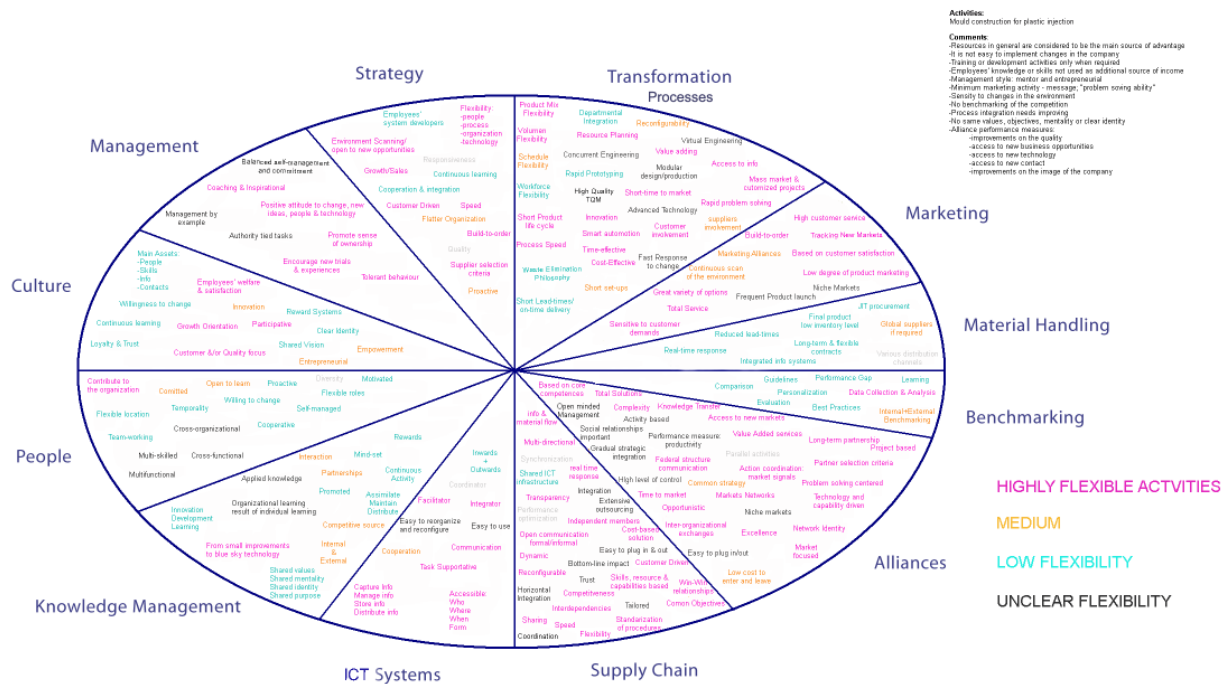 Activities:
Mould construction for plastic injection
Comments:
-Resources in general are considered to be the main source of advantage
-It is not easy to implement changes in the company
-Training or development activities only when required
-Employees' knowledge or skills not used as additional source of income
-Management style: mentor and entrepreneurial
-Minimum marketing activity - message; "problem soving ability"
-Sensity to changes in the environment
-No benchmarking of the competition
-Process integration needs improving
-No same values, objectives, mentality or clear identity
-Alliance performance measures:
-improvements on the quality
-access to new business opportunities
-access to new technology
-access to new contact
-improvements on the image of the company
Strategy
Employees'
system developers
Flexibility:
-people
-process
-organization
-technology
Environment Scanning/
open to new opportunities
Responsiveness
Growth/Sales
Continuous learning
Cooperation & integration
Customer Driven
Speed
Flatter Organization
Build-to-order
Quality
Supplier selection
criteria
Proactive
Transformation
Processes
Product Mix
Flexibility
Departmental
Integration
Reconfigurability
Volumen
Flexibility
Resource Planning
Virtual Engineering
Schedule
Flexibility
Concurrent Engineering
Value adding
Access to info
Modular
design/production
Rapid Prototyping
Workforce
Flexibility
High Quality
TQM
Short-time to market
Mass market &
cutomized projects
Rapid problem solving
Advanced Technology
Short Product
life cycle
Innovation
suppliers
involvement
Customer
involvement
Smart automation
Process Speed
Time-effective
Cost-Effective
Fast Response
to change
Waste Elimination
Philosophy
Short set-ups
Short Lead-times/
on-time delivery
Management
Balanced self-management
and commitment
Coaching & Inspirational
Positive attitude to change, new
ideas, people & technology
Management by
example
Authority tied tasks
Promote sense
of ownership
Encourage new trials
& experiences
Tolerant behaviour
Marketing
High customer service
Build-to-order
Tracking New Markets
Marketing Alliances
Based on customer satisfaction
Continuous scan
of the environment
Low degree of product marketing
Niche Markets
Great variety of options
Frequent Product launch
Total Service
Sensitive to customer
demands
Culture
Main Assets:
-People
-Skills
-Info
-Contacts
Employees' welfare
& satisfaction
Willingness to change
Innovation
Reward Systems
Continuous learning
Growth Orientation
Participative
Clear Identity
Loyalty & Trust
Shared Vision
Customer &/or Quality focus
Empowerment
Entrepreneurial
Material Handling
JIT procurement
Final product
low inventory level
Global suppliers
if required
Reduced lead-times
Long-term & flexible
contracts
Real-time response
Various distribution
channels
Integrated info systems
Benchmarking
Guidelines
Performance Gap
Learning
Comparison
Personalization
Data Collection & Analysis
Evaluation
Best Practices
Internal+External
Benchmarking
People
Contribute to
the organization
Comitted
Open to learn
Proactive
Diversity
Motivated
Flexible roles
Willing to change
Temporality
Self-managed
Flexible location
Cross-organizational
Cooperative
Team-working
Multi-skilled
Cross-functional
Multifunctional
Knowledge Management
Rewards
Interaction
Mind-set
Applied knowledge
Partnerships
Continuous
Activity
Promoted
Organizational learning
result of individual learning
Assimilate
Maintain
Distribute
Innovation
Development
Learning
Competitive source
From small improvements
to blue sky technology
Internal
&
External
Shared values
Shared mentality
Shared identity
Shared purpose
ICT Systems
Inwards
+
Outwards
Coordinator
Facilitator
Integrator
Easy to reorganize
and reconfigure
Easy to use
Cooperation
Communication
Task Supportative
Capture Info
Manage info
Store info
Distribute info
Accessible:
Who
Where
When
Form
Supply Chain
info &
material flow
Multi-directional
Synchronization
Shared ICT
infrastructure
real time
response
Transparency
Integration
Performance
optimization
Extensive
outsourcing
Independent members
Open communication
formal/informal
Cost-based
solution
Dynamic
Easy to plug in & out
Bottom-line impact
Customer Driven
Reconfigurable
Trust
Skills, resource &
capabilities based
Win-Win
relationships
Horizontal
Integration
Competitveness
Interdependencies
Tailored
Comon Objectives
Sharing
Speed
Standarization
of procedures
Coordination
Flexibility
Alliances
Based on core
competences
Total Solutions
Open minded
Management
Complexity
Knowledge Transfer
Activity based
Access to new markets
Social relationships
important
Performance measure:
productivity
Value Added services
Long-term partnership
Project based
Gradual strategic
integration
Federal structure
communication
Parallel activities
Partner selection criteria
Action coordination:
market signals
High level of control
Common strategy
Problem solving centered
Time to market
Markets Networks
Technology and
capability driven
Opportunistic
Niche markets
Inter-organizational
exchanges
Excellence
Network Identity
Easy to plug in/out
Market
focused
Low cost to
enter and leave
HIGHLY FLEXIBLE ACTVITIES
MEDIUM
LOW FLEXIBILITY
UNCLEAR FLEXIBILITY